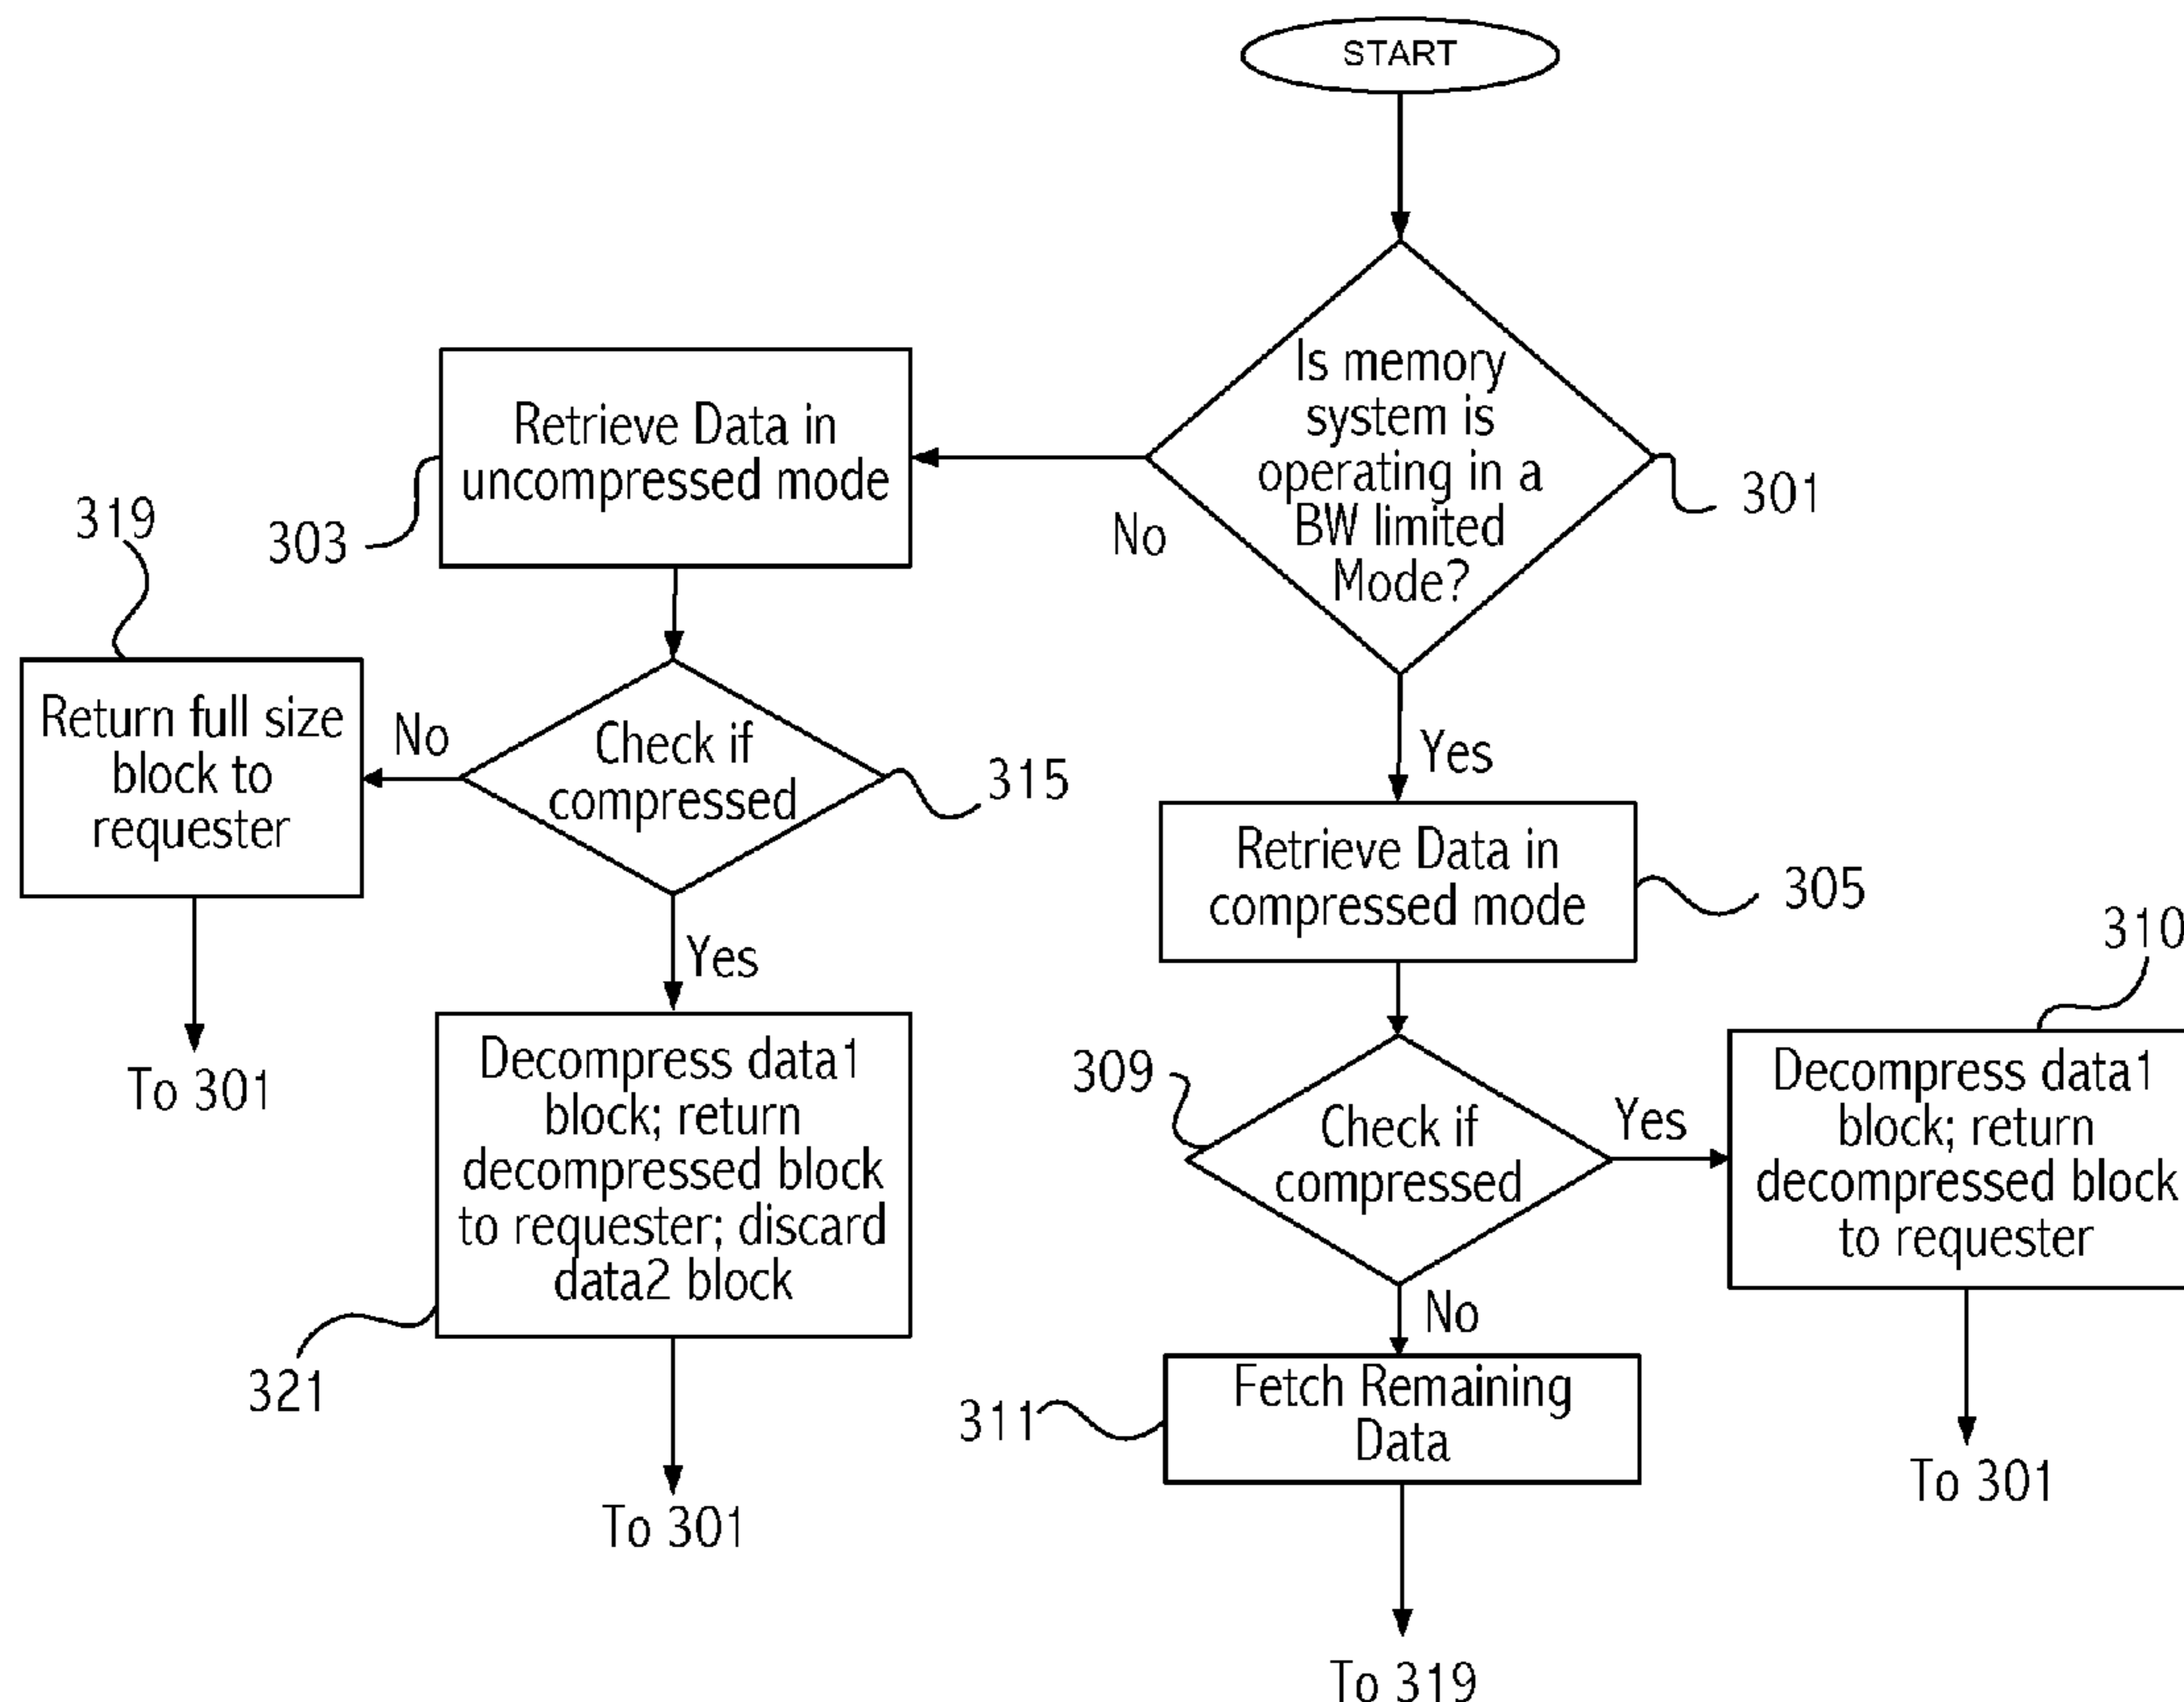 START
Is memory
system is
operating in a
BW limited
Mode?
301
No
Yes
Retrieve Data in
uncompressed mode
303
319
Return full size
block to
requester
No
Check if
compressed
315
To 301
Yes
Decompress data1
block; return
decompressed block
to requester; discard
data2 block
321
To 301
Retrieve Data in
compressed mode
305
310
309
Check if
compressed
Yes
Decompress data1
block; return
decompressed block
to requester
To 301
No
311
Fetch Remaining
Data
To 319